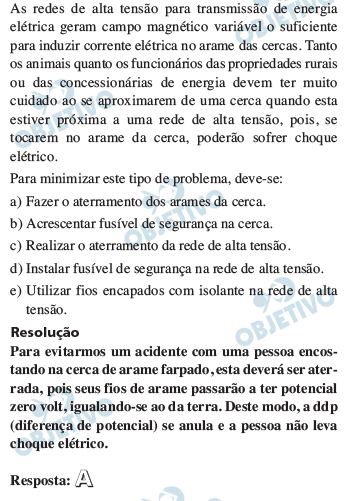 As redes de alta tensão para transmissão de energia
elétrica geram campo magnético variável o suficiente
para induzir corrente elétrica no arame das cercas. Tanto
os animais quanto os funcionários das propriedades rurais
ou das concessionárias de energia devem ter muito
cuidado ao se aproximarem de uma cerca quando esta
estiver próxima a uma rede de alta tensão, pois, se
tocarem no arame da cerca, poderão sofrer choque
elétrico.
Para minimizar este tipo de problema, deve-se:
a) Fazer o aterramento dos arames da cerca.
b) Acrescentar fusível de segurança na cerca.
c) Realizar o aterramento da rede de alta tensão.
d) Instalar fusível de segurança na rede de alta tensão.
e) Utilizar fios encapados com isolante na rede de alta
tensão.
Resolução
Para evitarmos um acidente com uma pessoa encos-
tando na cerca de arame farpado, esta deverá ser ater-
rada, pois seus fios de arame passarão a ter potencial
zero volt, igualando-se ao da terra. Deste modo, a ddp
(diferença de potencial) se anula e a pessoa não leva
choque elétrico.
Resposta: A
OBJETIVO
OBJETIVO
OBJETIVO
OBJETIVO